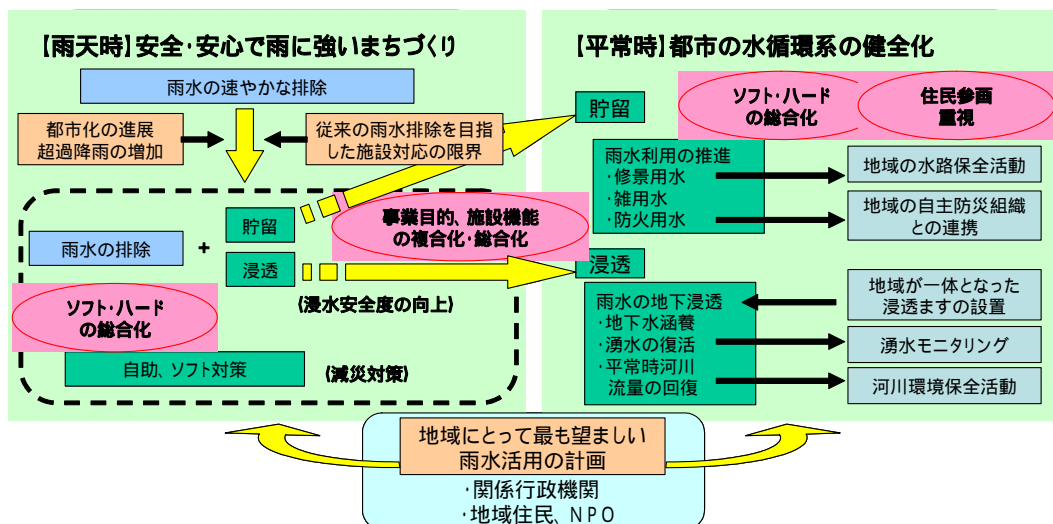 【雨天時】安全・安心で雨に強いまちづくり
雨水の速やかな排除
都市化の進展
超過降雨の増加
従来の雨水排除を目指
した施設対応の限界
雨水の排除
+
貯留
浸透
事業目的、施設機能
の複合化・総合化
(浸水安全度の向上)
ソフト・ハード
の総合化
自助、ソフト対策
(減災対策)
【平常時】都市の水循環系の健全化
ソフト・ハード
の総合化
住民参画
重視
貯留
雨水利用の推進
・修景用水
・雑用水
・防火用水
地域の水路保全活動
地域の自主防災組織
との連携
浸透
雨水の地下浸透
・地下水涵養
・湧水の復活
・平常時河川
流量の回復
地域が一体となった
浸透ますの設置
湧水モニタリング
河川環境保全活動
地域にとって最も望ましい
雨水活用の計画
・関係行政機関
・地域住民、NPO